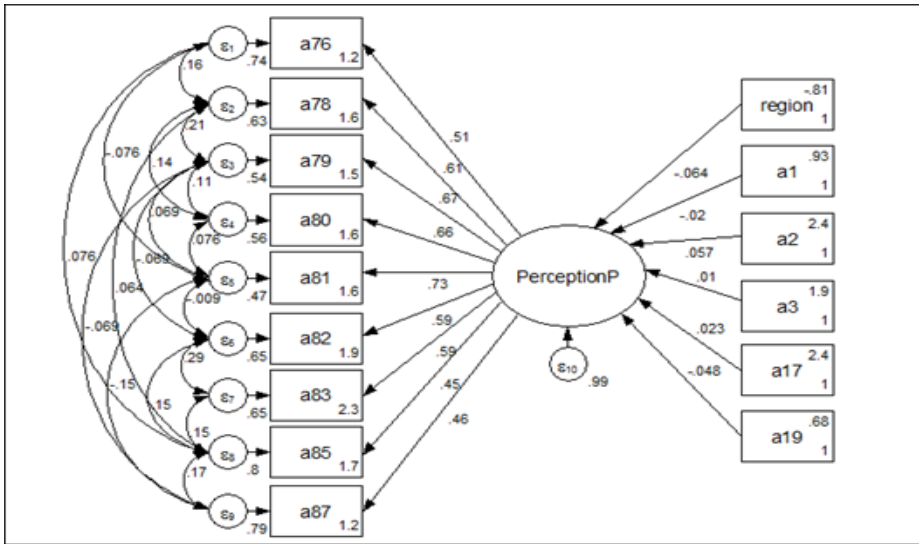 ε1 .74 a76 1.2
.16
ε2 .63 a78 1.6
.21
ε3 .54 a79 1.5
-.076
.14
.11
ε4 .56 a80 1.6
.069
.076
ε5 .47 a81 1.6
.076
-.069
.064
-.009
ε6 .65 a82 1.9
-.069
.29
ε7 .65 a83 2.3
-.15
.15
.15
ε8 .8 a85 1.7
.17
ε9 .79 a87 1.2
.51
.61
.67
.66
.73
.59
.59
.45
.46
PerceptionP
ε10 .99
-.064
-.02
.057
.01
.023
-.048
region -.81 1
a1 .93 1
a2 2.4 1
a3 1.9 1
a17 2.4 1
a19 .68 1